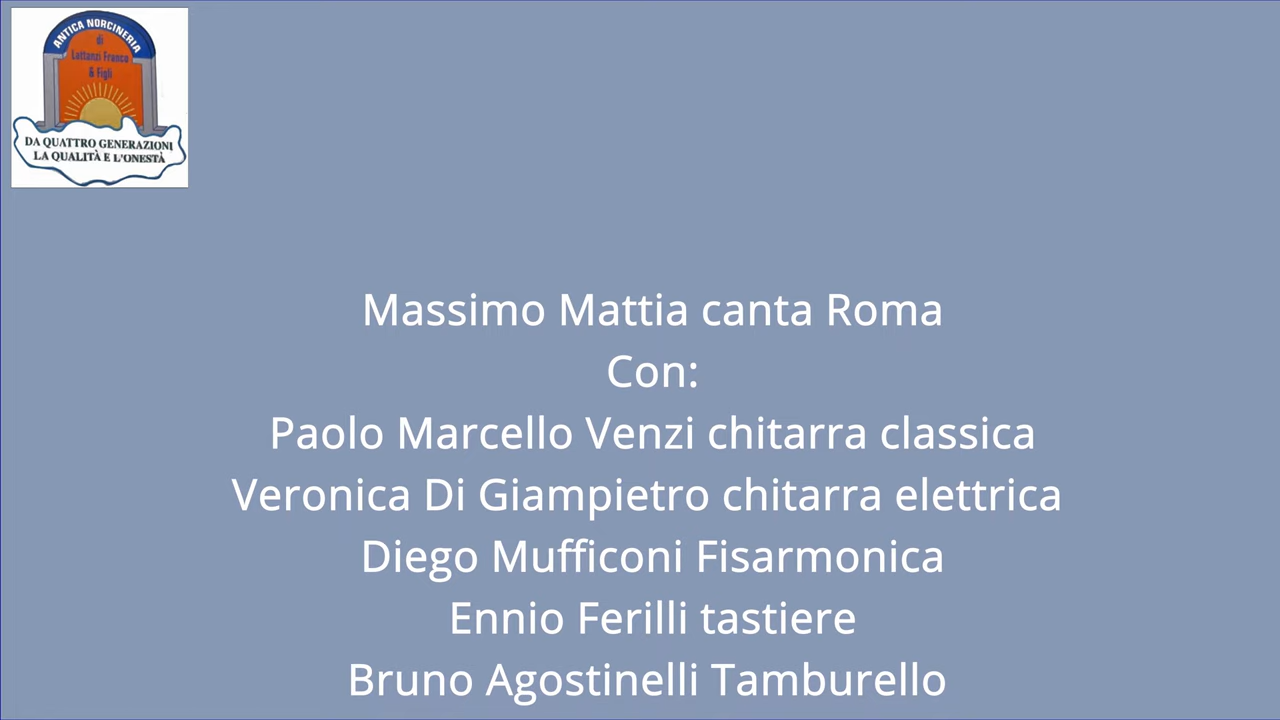 ANTICA NORCINERIA
di
Lattanzi Franco
& Figli
DA QUATTRO GENERAZIONI
LA QUALITÀ E L'ONESTÀ
Massimo Mattia canta Roma
Con:
Paolo Marcello Venzi chitarra classica
Veronica Di Giampietro chitarra elettrica
Diego Mufficoni Fisarmonica
Ennio Ferilli tastiere
Bruno Agostinelli Tamburello